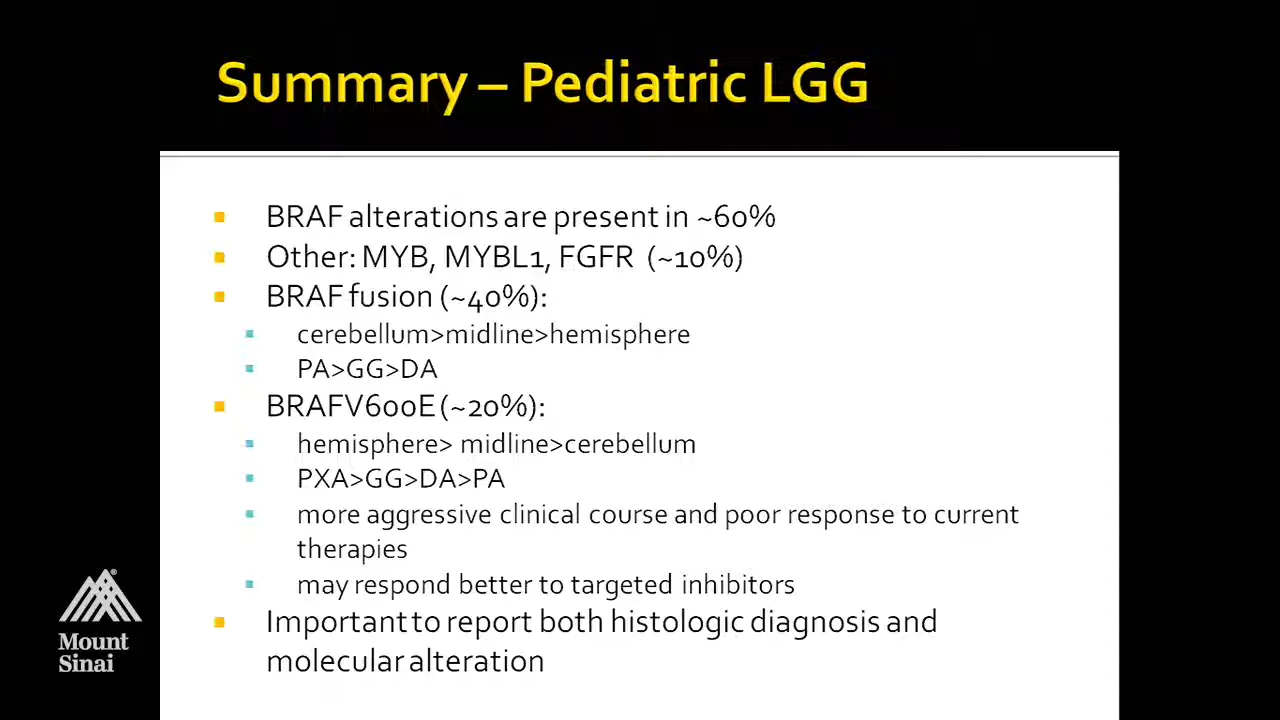 Summary – Pediatric LGG
BRAF alterations are present in ~60%
Other: MYB, MYBL1, FGFR (~10%)
BRAF fusion (~40%):
cerebellum>midline>hemisphere
PA>GG>DA
BRAFV600E (~20%):
hemisphere> midline>cerebellum
PXA>GG>DA>PA
more aggressive clinical course and poor response to current
therapies
may respond better to targeted inhibitors
Important to report both histologic diagnosis and
molecular alteration
Mount
Sinai